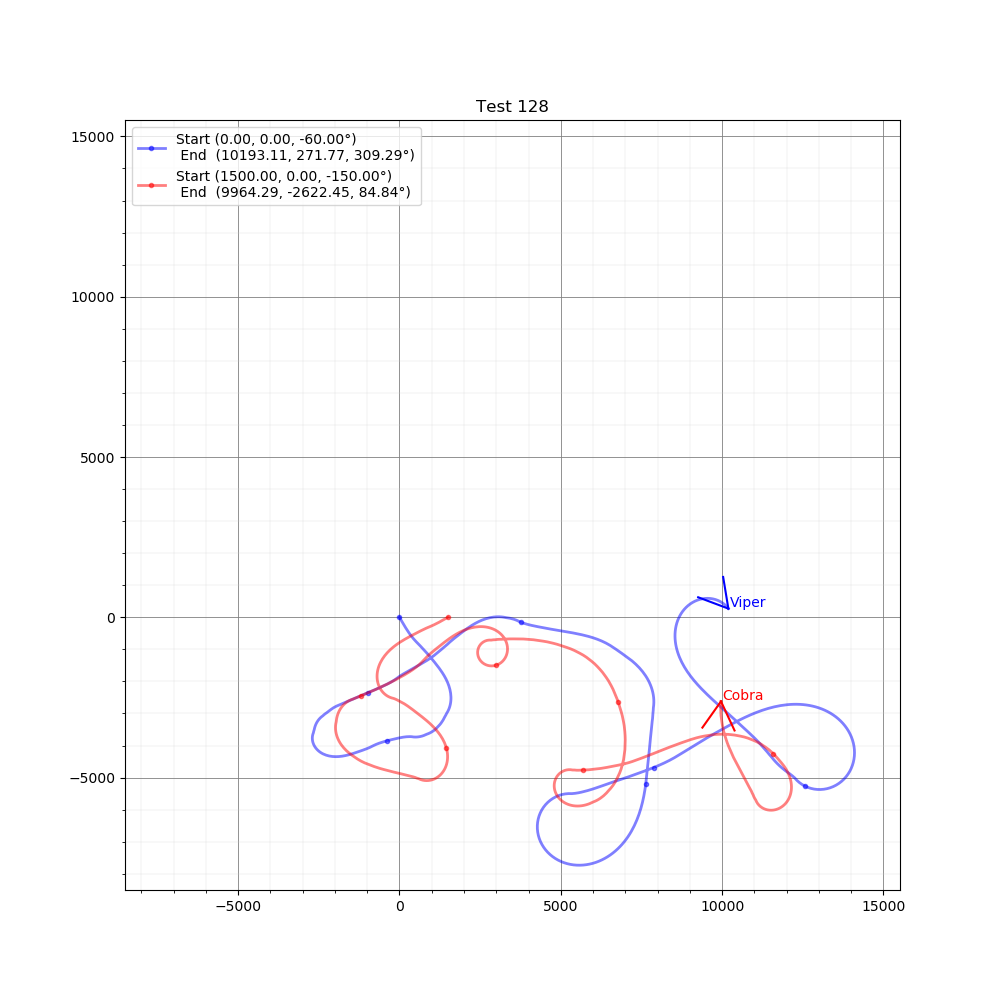 Test 128
Start (0.00, 0.00, -60.00°)
End (10193.11, 271.77, 309.29°)
Start (1500.00, 0.00, -150.00°)
End (9964.29, -2622.45, 84.84°)
15000
10000
5000
0
−5000
Viper
Cobra
−5000
0
5000
10000
15000